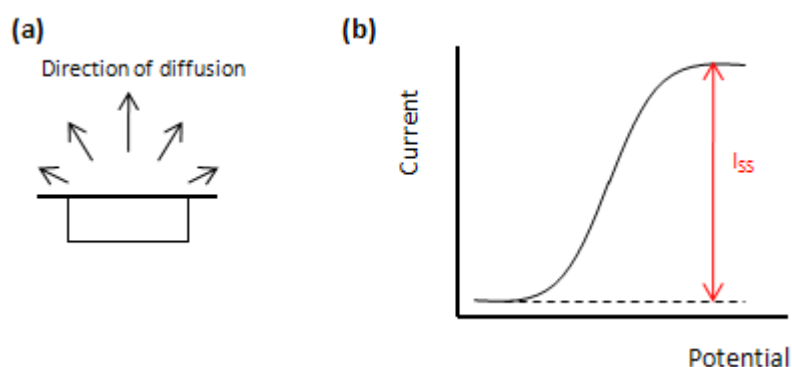 (a)
Direction of diffusion
(b)
Current
Iss
Potential